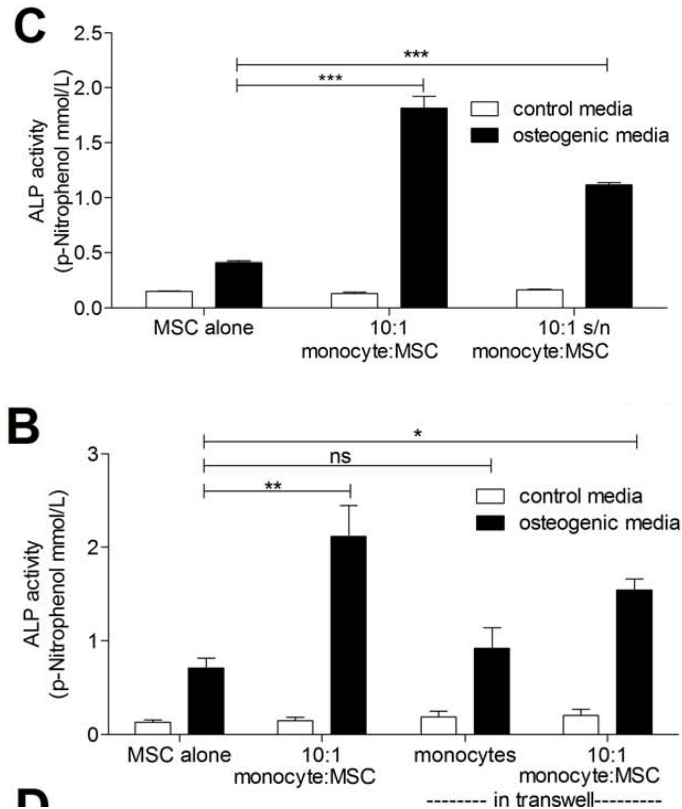 C
2.5
2.0
1.5
1.0
0.5
0.0
ALP activity
(p-Nitrophenol mmol/L)
***
***
control media
osteogenic media
MSC alone
10:1
monocyte:MSC
10:1 s/n
monocyte:MSC
B
3
2
1
0
ALP activity
(p-Nitrophenol mmol/L)
*
ns
**
control media
osteogenic media
MSC alone
10:1
monocyte:MSC
monocytes
10:1
monocyte:MSC
-------- in transwell----------
D